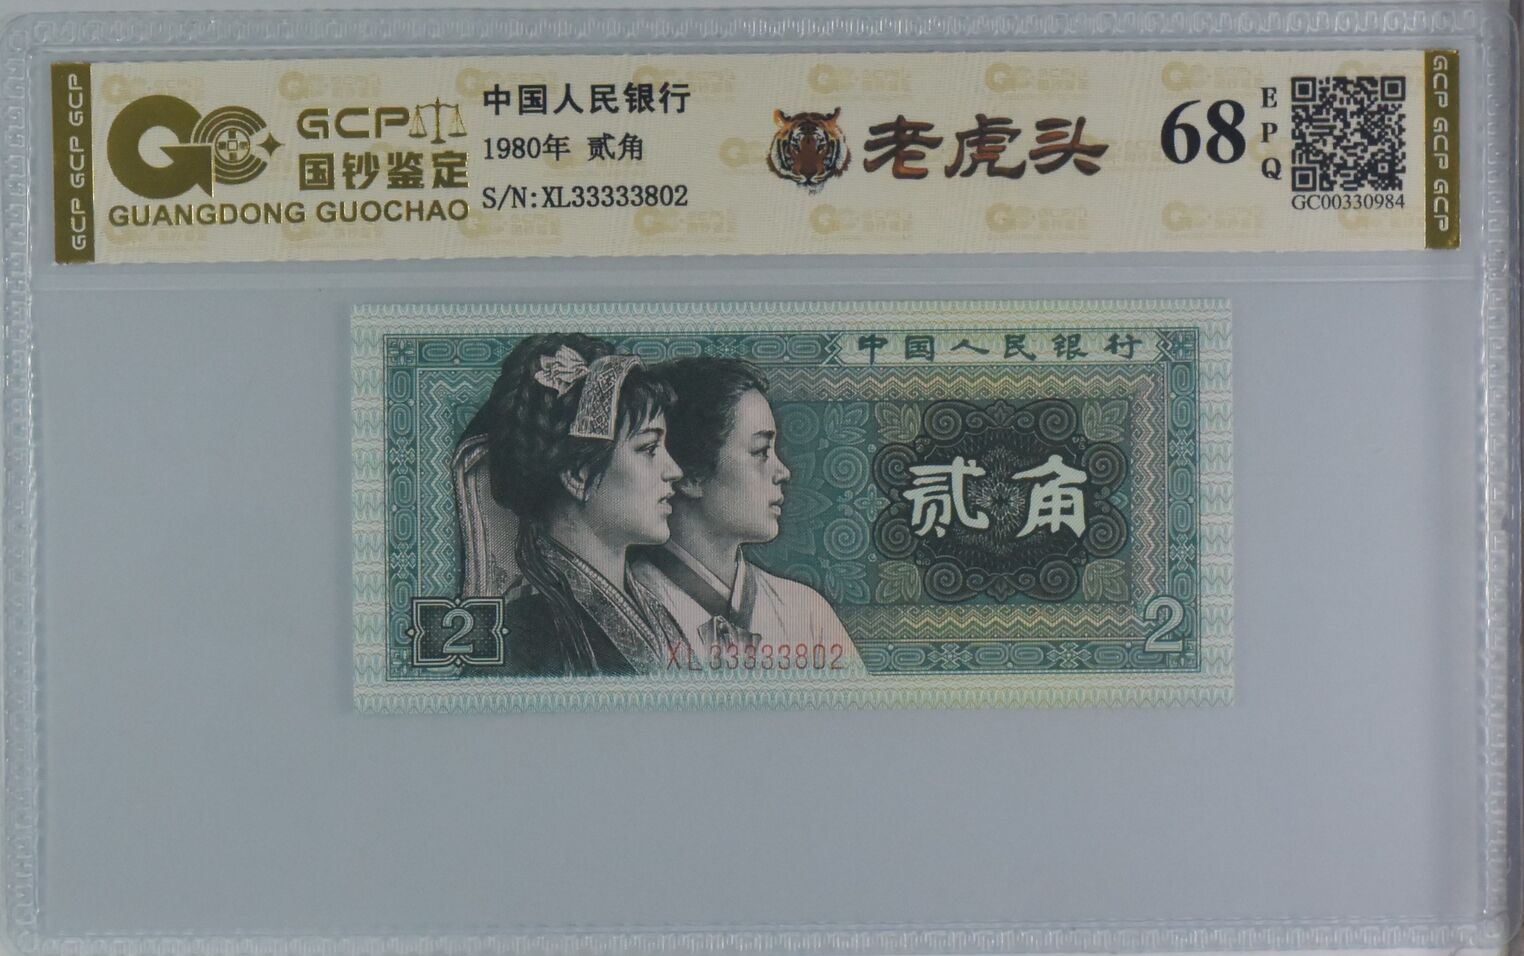 GCP GCP GCP
GCP
国钞鉴定
GUANGDONG GUOCHAO
中国人民银行
1980年 贰角
S/N:XL33333802
老虎头
68
EPQ
GC00330984
GCP GCP GCP
中国人民银行
贰角
2
XL33333802
2